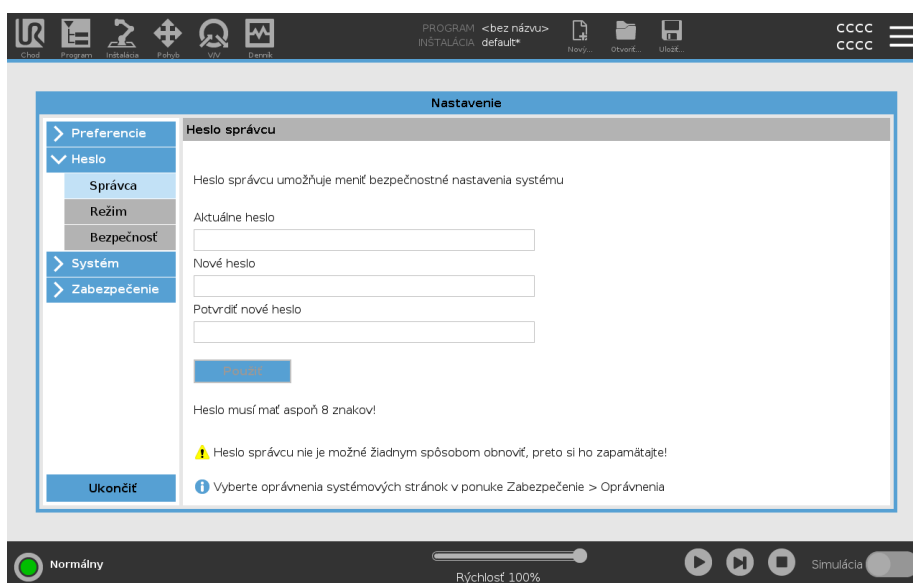 UR
PROGRAM <bez názvu>
INŠTALÁCIA default*
CCCC
CCCC
Chod
Program
Inštalácia
Pohyb
V/V
Denník
Nový...
Otvoriť...
Uložiť...
Nastavenie
Preferencie
Heslo
Správca
Režim
Bezpečnosť
Systém
Zabezpečenie
Ukončiť
Heslo správcu
Heslo správcu umožňuje meniť bezpečnostné nastavenia systému
Aktuálne heslo
Nové heslo
Potvrdiť nové heslo
Použiť
Heslo musí mať aspoň 8 znakov!
Heslo správcu nie je možné žiadnym spôsobom obnoviť, preto si ho zapamätajte!
Vyberte oprávnenia systémových stránok v ponuke Zabezpečenie > Oprávnenia
Normálny
Rýchlosť 100%
Simulácia